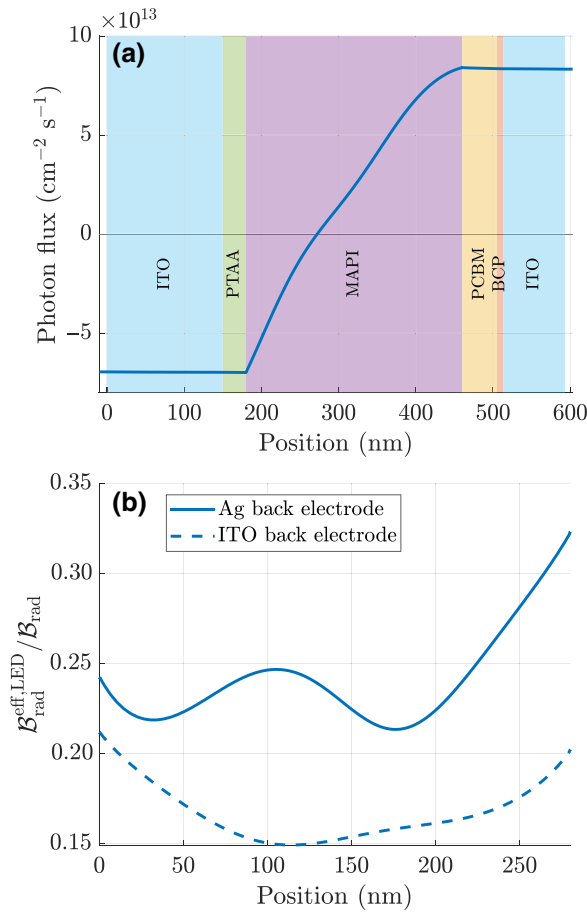 ×10^13
(a)
10
5
0
−5
Photon flux (cm⁻² s⁻¹)
ITO
PTAA
MAPI
PCBM
BCP
ITO
0 100 200 300 400 500 600
Position (nm)
(b)
Ag back electrode
ITO back electrode
0.35
0.30
0.25
0.20
0.15
ℬ_rad^eff,LED/ℬ_rad
0 50 100 150 200 250
Position (nm)